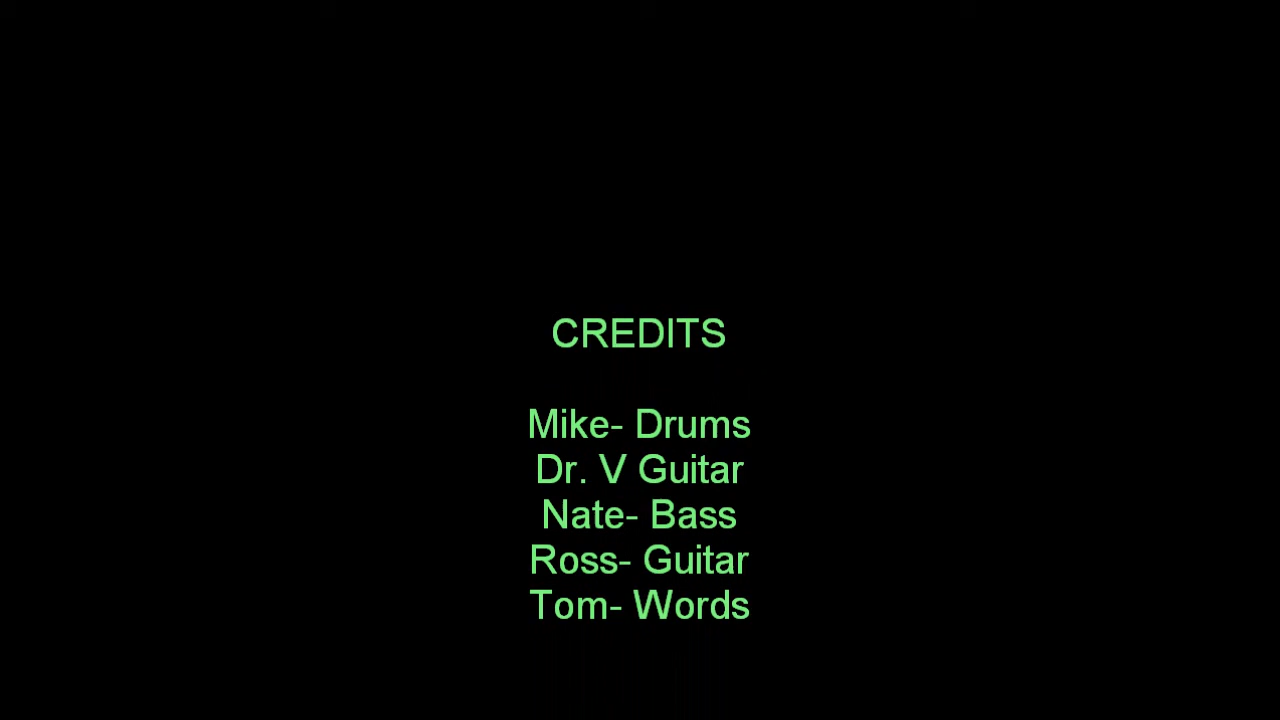 CREDITS
Mike- Drums
Dr. V Guitar
Nate- Bass
Ross- Guitar
Tom- Words